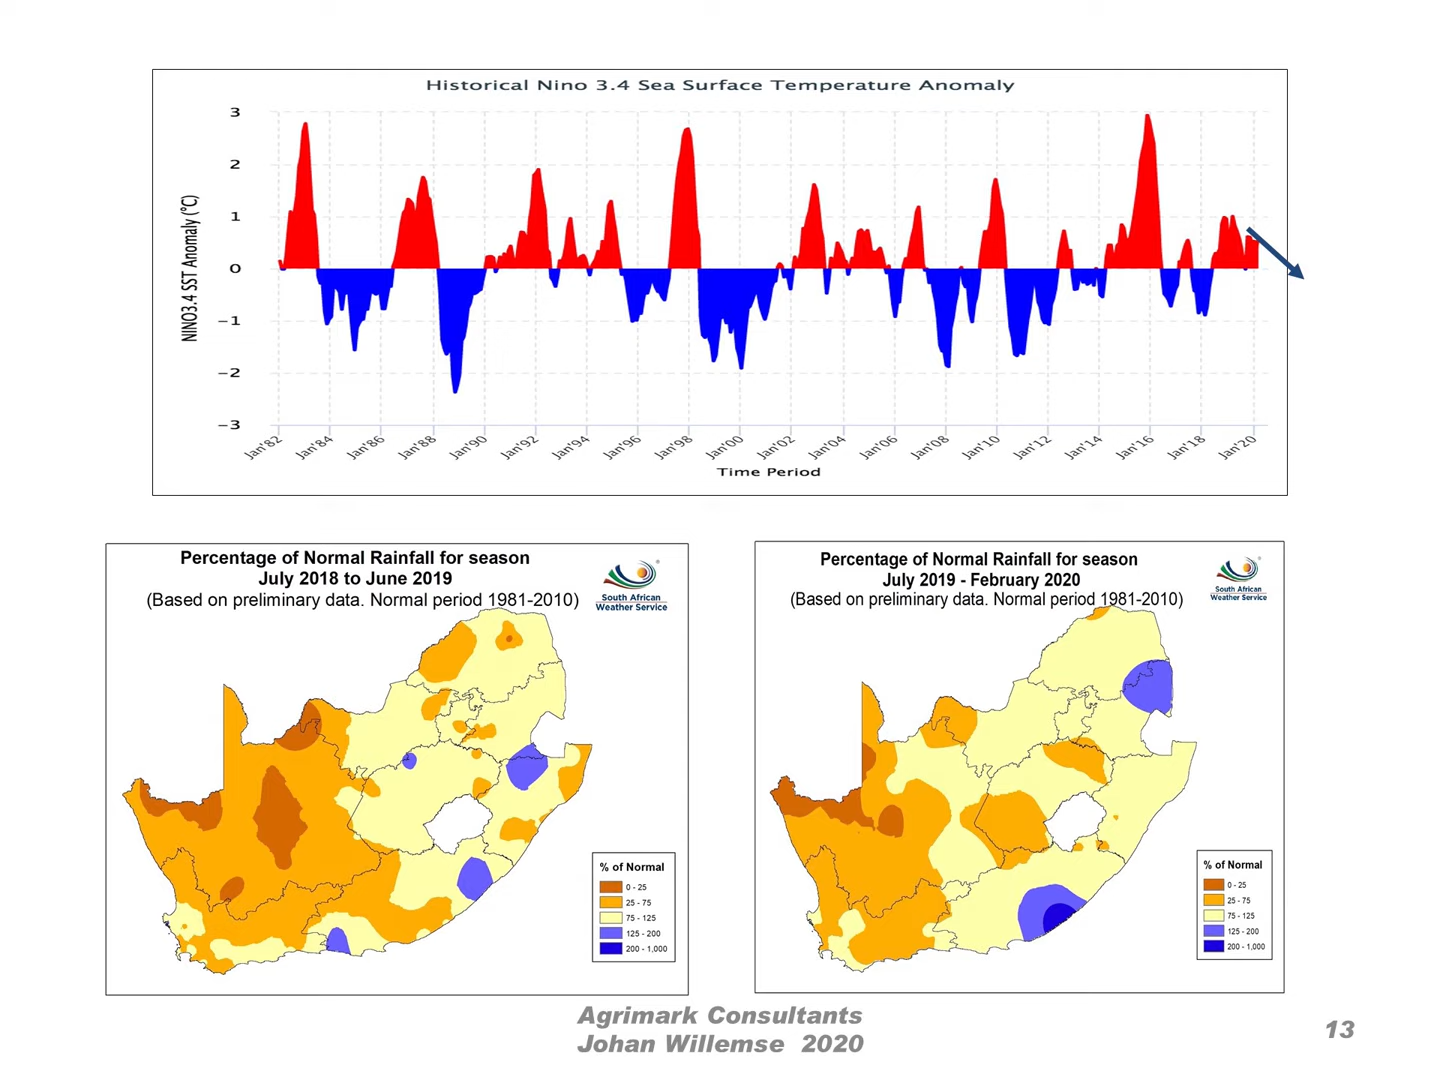 Historical Nino 3.4 Sea Surface Temperature Anomaly
NINO3.4 SST Anomaly (°C)
3
2
1
0
−1
−2
−3
Jan'82 Jan'84 Jan'86 Jan'88 Jan'90 Jan'92 Jan'94 Jan'96 Jan'98 Jan'00 Jan'02 Jan'04 Jan'06 Jan'08 Jan'10 Jan'12 Jan'14 Jan'16 Jan'18 Jan'20
Time Period
Percentage of Normal Rainfall for season
July 2018 to June 2019
(Based on preliminary data. Normal period 1981-2010)
South African
Weather Service
% of Normal
0 - 25
25 - 75
75 - 125
125 - 200
200 - 1,000
Percentage of Normal Rainfall for season
July 2019 - February 2020
(Based on preliminary data. Normal period 1981-2010)
South African
Weather Service
% of Normal
0 - 25
25 - 75
75 - 125
125 - 200
200 - 1,000
Agrimark Consultants
Johan Willemse 2020
13